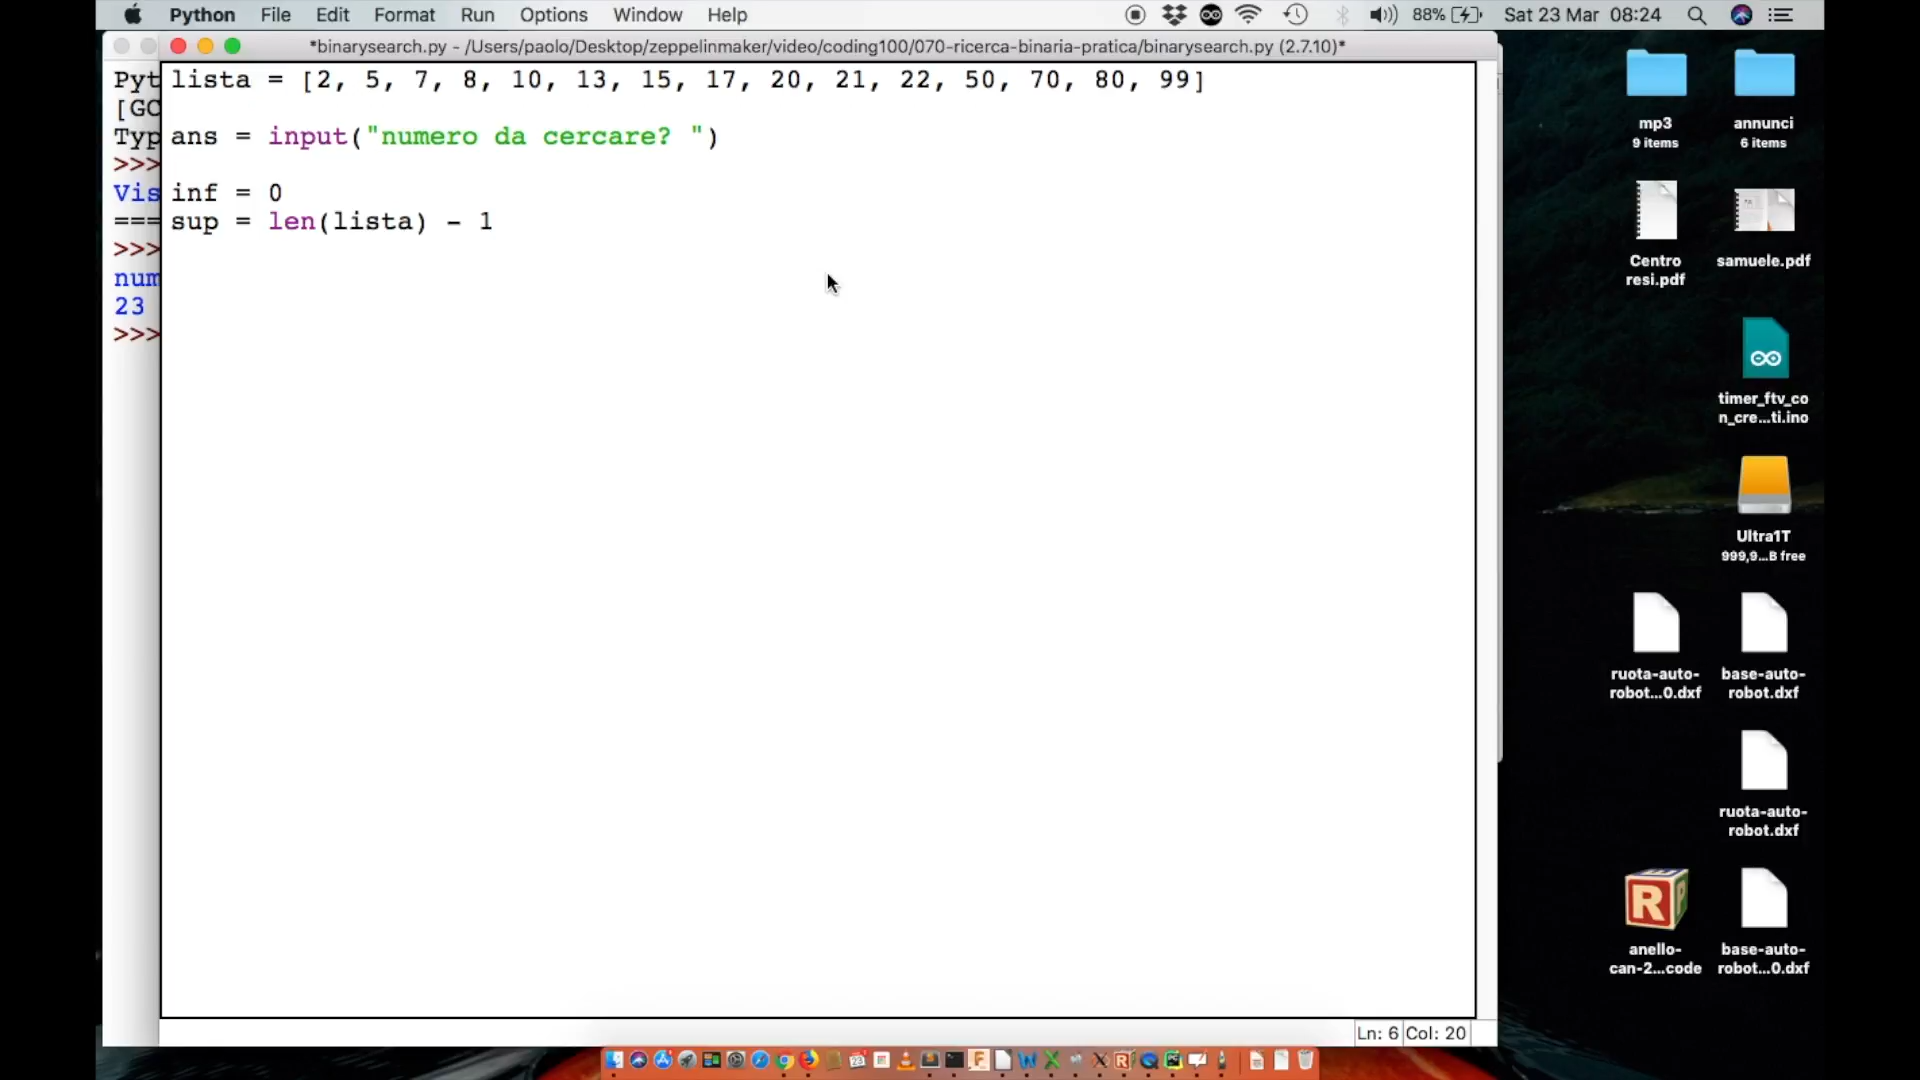 Python File Edit Format Run Options Window Help 88% Sat 23 Mar 08:24
*binarysearch.py - /Users/paolo/Desktop/zeppelinmaker/video/coding100/070-ricerca-binaria-pratica/binarysearch.py (2.7.10)*
Pyt
[GC
Typ
>>>
Vis
===
>>>
num
23
>>>
lista = [2, 5, 7, 8, 10, 13, 15, 17, 20, 21, 22, 50, 70, 80, 99]
ans = input("numero da cercare? ")
inf = 0
sup = len(lista) - 1
Ln: 6 Col: 20
mp3
9 items
annunci
6 items
Centro
resi.pdf
samuele.pdf
timer_ftv_co
n_cre...ti.ino
Ultra1T
999,9...B free
ruota-auto-
robot...0.dxf
base-auto-
robot.dxf
ruota-auto-
robot.dxf
anello-
can-2...code
base-auto-
robot...0.dxf